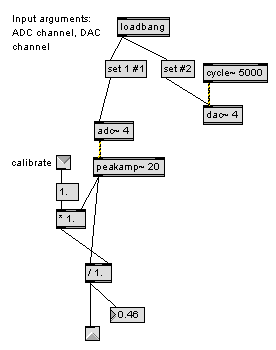 Input arguments:
ADC channel, DAC
channel
loadbang
set 1 #1
set #2
cycle~ 5000
dac~ 4
adc~ 4
calibrate
peakamp~ 20
1.
* 1.
/ 1.
0.46